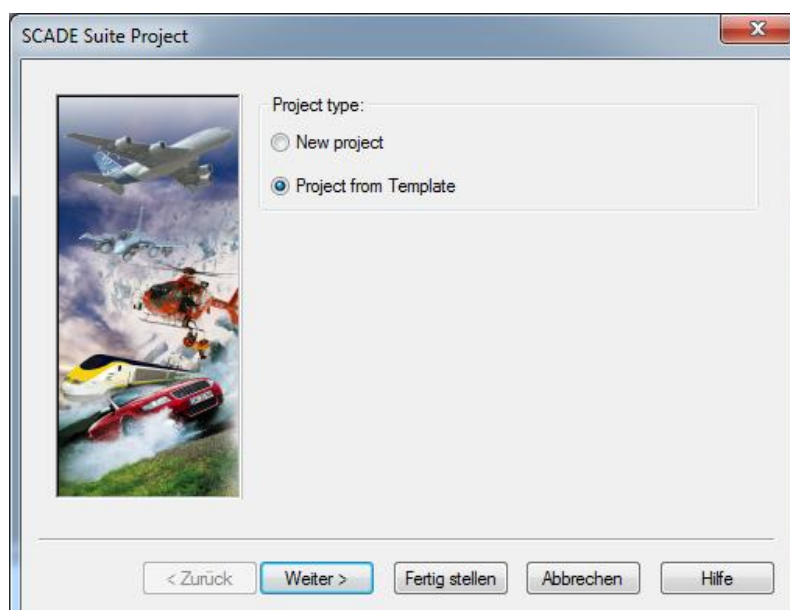 SCADE Suite Project
Project type:
New project
Project from Template
< Zurück Weiter > Fertig stellen Abbrechen Hilfe